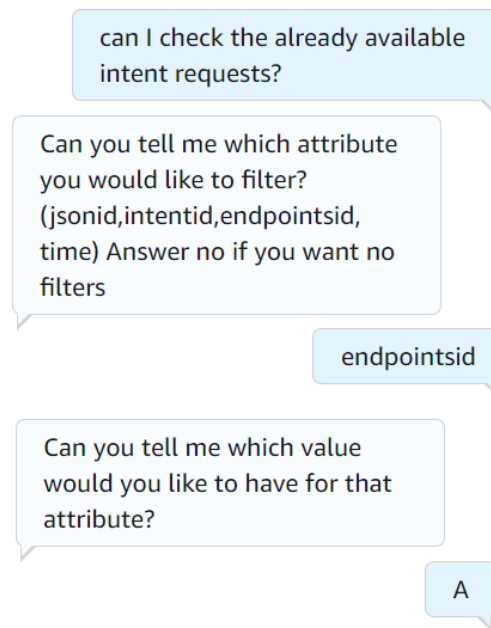 can I check the already available
intent requests?
Can you tell me which attribute
you would like to filter?
(jsonid,intentid,endpointsid,
time) Answer no if you want no
filters
endpointsid
Can you tell me which value
would you like to have for that
attribute?
A